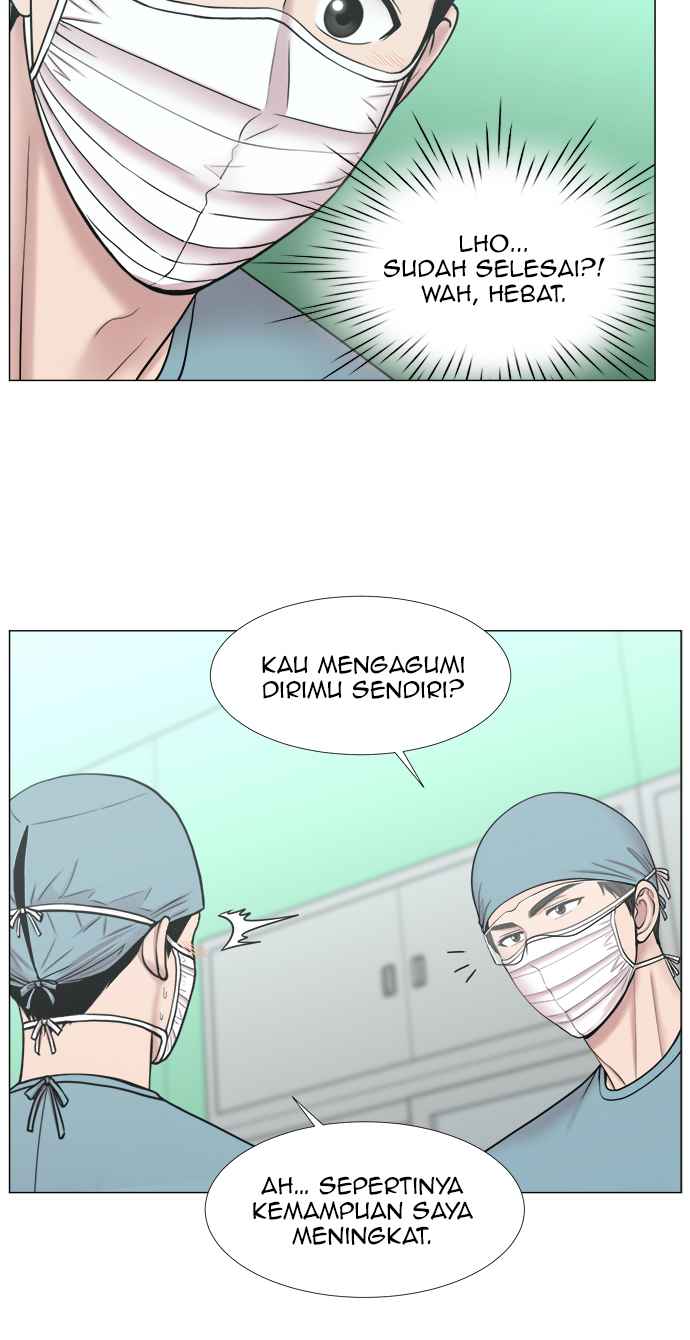 LHO...
SUDAH SELESAI?!
WAH, HEBAT.
KAU MENGAGUMI
DIRIMU SENDIRI?
AH... SEPERTINYA
KEMAMPUAN SAYA
MENINGKAT.